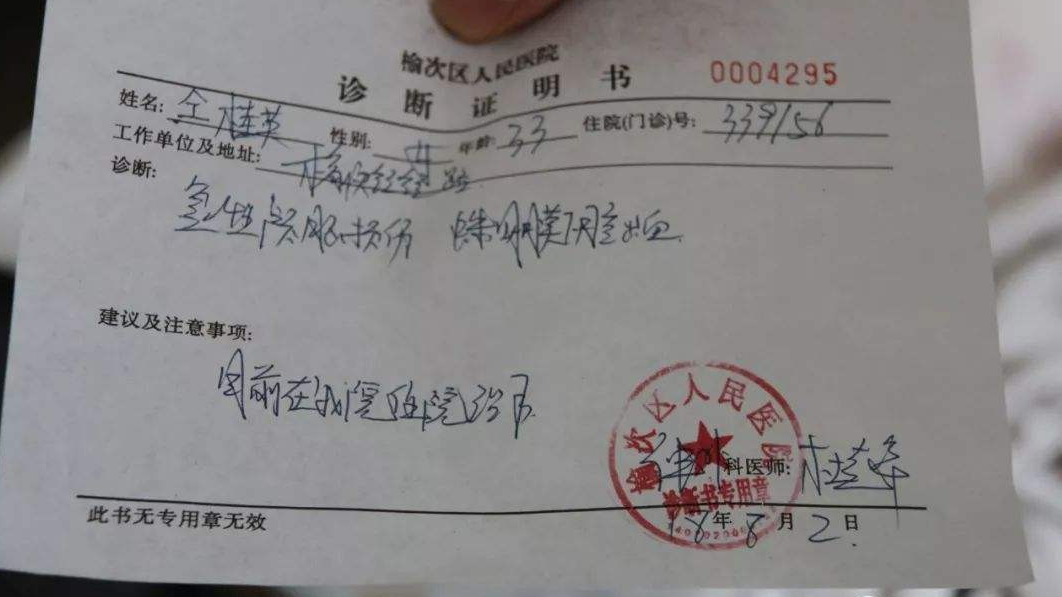 榆次区人民医院
诊断证明书 0004295
姓名: 仝桂英 性别: 女 年龄: 33 住院(门诊)号: 339156
工作单位及地址: 榆次经纬
诊断:
急性颅脑损伤 蛛网膜下腔出血
建议及注意事项:
目前在我院住院治疗
榆次区人民医院
诊断书专用章
神外科医师:
18年8月2日
此书无专用章无效